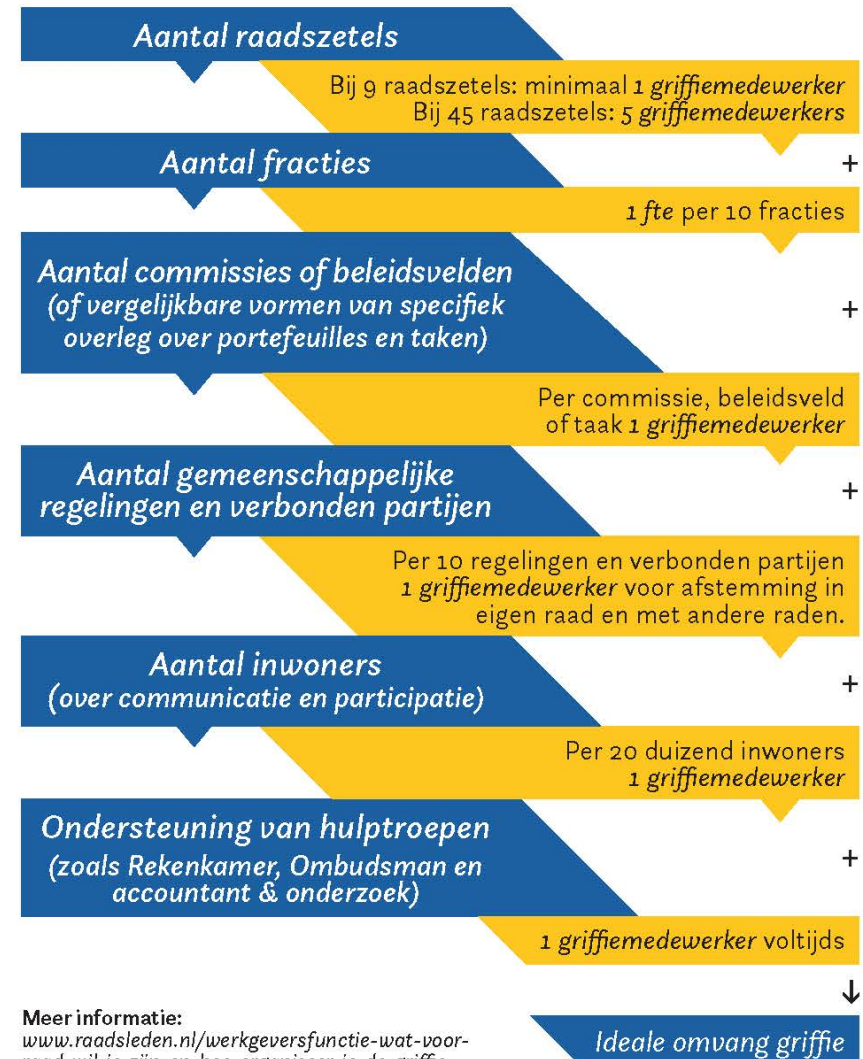 Aantal raadszetels
Bij 9 raadszetels: minimaal 1 griffiemedewerker
Bij 45 raadszetels: 5 griffiemedewerkers
Aantal fracties
+
1 fte per 10 fracties
Aantal commissies of beleidsvelden
(of vergelijkbare vormen van specifiek
overleg over portefeuilles en taken)
+
Per commissie, beleidsveld
of taak 1 griffiemedewerker
Aantal gemeenschappelijke
regelingen en verbonden partijen
+
Per 10 regelingen en verbonden partijen
1 griffiemedewerker voor afstemming in
eigen raad en met andere raden.
Aantal inwoners
(over communicatie en participatie)
+
Per 20 duizend inwoners
1 griffiemedewerker
Ondersteuning van hulptroepen
(zoals Rekenkamer, Ombudsman en
accountant & onderzoek)
+
1 griffiemedewerker voltijds
↓
Ideale omvang griffie
Meer informatie:
www.raadsleden.nl/werkgeversfunctie-wat-voor-